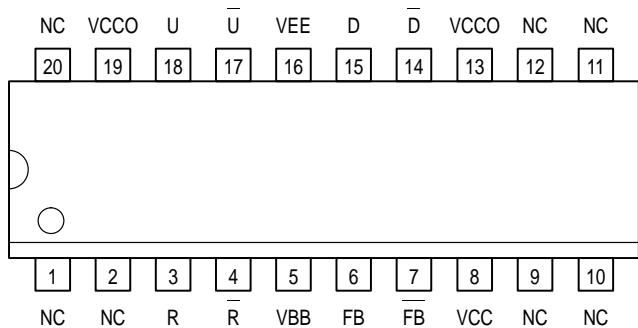 NC VCCO U U̅ VEE D D̅ VCCO NC NC
20 19 18 17 16 15 14 13 12 11
1 2 3 4 5 6 7 8 9 10
NC NC R R̅ VBB FB F̅B̅ VCC NC NC